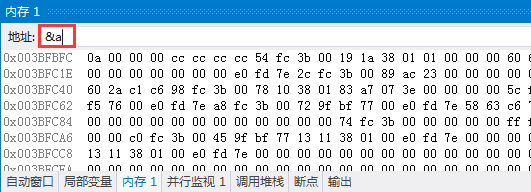 内存 1
地址: &a
0x003BFBFC 0a 00 00 00 cc cc cc cc 54 fc 3b 00 19 1a 38 01 01 00 00 00 60 6
0x003BFC1E 00 00 00 00 00 00 00 e0 fd 7e 2c fc 3b 00 89 ac 23 00 00 00 00
0x003BFC40 60 2a c1 c6 98 fc 3b 00 78 10 38 01 83 a7 07 3e 00 00 00 00 5c f
0x003BFC62 f5 76 00 e0 fd 7e a8 fc 3b 00 72 9f bf 77 00 e0 fd 7e 58 63 c6 7
0x003BFC84 00 00 00 00 00 00 00 00 00 74 fc 3b 00 00 00 00 00 ff f
0x003BFCA6 00 00 c0 fc 3b 00 45 9f bf 77 13 11 38 01 00 e0 fd 7e 00 00 00 0
0x003BFCC8 13 11 38 01 00 e0 fd 7e 00 00 00 00 00 00 00 00 00 00 00 00 00 0
自动窗口 局部变量 内存 1 并行监视 1 调用堆栈 断点 输出